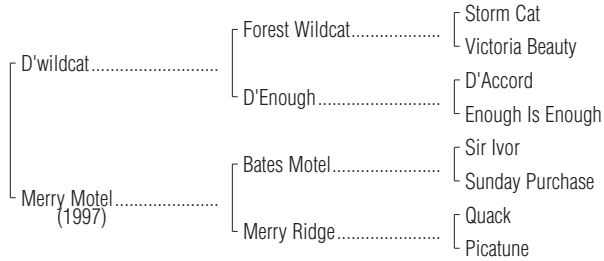 Storm Cat
Forest Wildcat....................
Victoria Beauty
D'wildcat.............................
D'Accord
D'Enough............................
Enough Is Enough
Sir Ivor
Bates Motel.........................
Sunday Purchase
Merry Motel.......................
(1997)
Quack
Merry Ridge.......................
Picatune